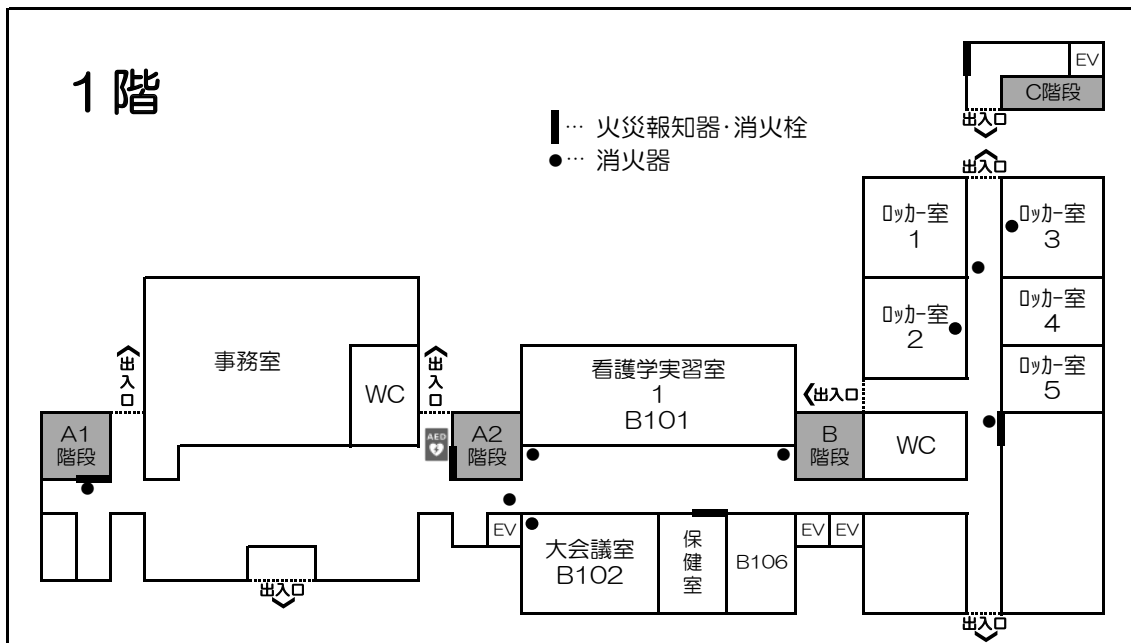 1階
EV
C階段
出入口
… 火災報知器・消火栓
… 消火器
出入口
ロッカー室
1
ロッカー室
3
ロッカー室
2
ロッカー室
4
ロッカー室
5
出入口
事務室
WC
出入口
看護学実習室
1
B101
出入口
A1
階段
AED
A2
階段
B
階段
WC
EV
大会議室
B102
保健室
B106
EV
EV
出入口
出入口